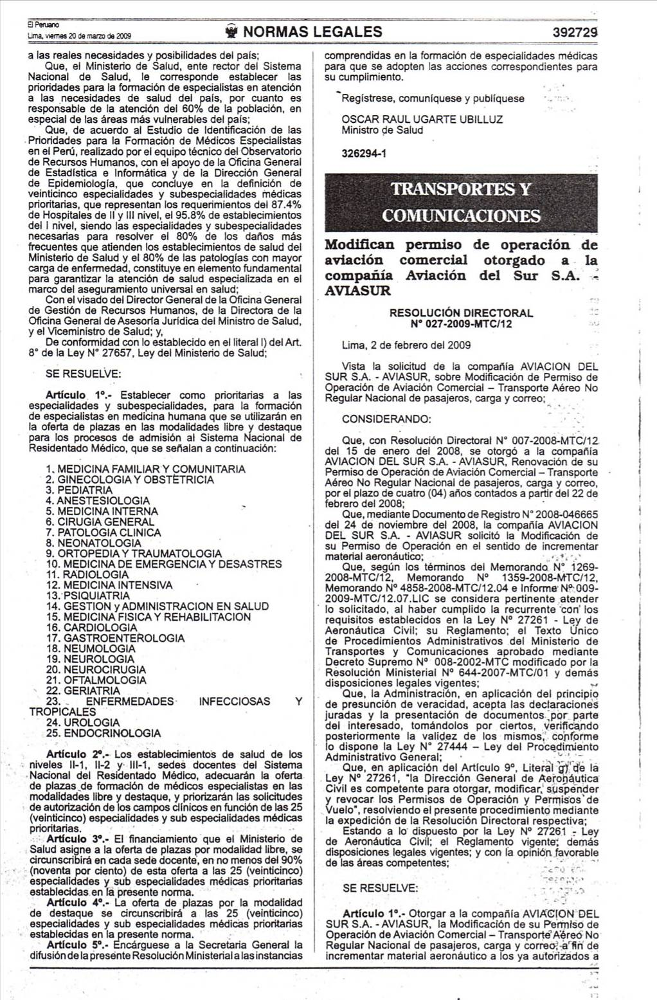 El Peruano
Lima, viernes 20 de marzo de 2009
NORMAS LEGALES
392729
a las reales necesidades y posibilidades del país;
Que, el Ministerio de Salud, ente rector del Sistema
Nacional de Salud, le corresponde establecer las
prioridades para la formación de especialistas en atención
a las necesidades de salud del país, por cuanto es
responsable de la atención del 60% de la población, en
especial de las áreas más vulnerables del país;
Que, de acuerdo al Estudio de Identificación de las
Prioridades para la Formación de Médicos Especialistas
en el Perú, realizado por el equipo técnico del Observatorio
de Recursos Humanos, con el apoyo de la Oficina General
de Estadística e Informática y de la Dirección General
de Epidemiología, que concluye en la definición de
veinticinco especialidades y subespecialidades médicas
prioritarias, que representan los requerimientos del 87.4%
de Hospitales de II y III nivel, el 95.8% de establecimientos
del I nivel, siendo las especialidades y subespecialidades
necesarias para resolver el 80% de los daños más
frecuentes que atienden los establecimientos de salud del
Ministerio de Salud y el 80% de las patologías con mayor
carga de enfermedad, constituye en elemento fundamental
para garantizar la atención de salud especializada en el
marco del aseguramiento universal en salud;
Con el visado del Director General de la Oficina General
de Gestión de Recursos Humanos, de la Directora de la
Oficina General de Asesoría Jurídica del Ministro de Salud,
y el Viceministro de Salud; y,
De conformidad con lo establecido en el literal l) del Art.
8° de la Ley N° 27657, Ley del Ministerio de Salud;
SE RESUELVE:
Artículo 1º.- Establecer como prioritarias a las
especialidades y subespecialidades, para la formación
de especialistas en medicina humana que se utilizarán en
la oferta de plazas en las modalidades libre y destaque
para los procesos de admisión al Sistema Nacional de
Residentado Médico, que se señalan a continuación:
1. MEDICINA FAMILIAR Y COMUNITARIA
2. GINECOLOGIA Y OBSTETRICIA
3. PEDIATRIA
4. ANESTESIOLOGIA
5. MEDICINA INTERNA
6. CIRUGIA GENERAL
7. PATOLOGIA CLINICA
8. NEONATOLOGIA
9. ORTOPEDIA Y TRAUMATOLOGIA
10. MEDICINA DE EMERGENCIA Y DESASTRES
11. RADIOLOGIA
12. MEDICINA INTENSIVA
13. PSIQUIATRIA
14. GESTION y ADMINISTRACION EN SALUD
15. MEDICINA FISICA Y REHABILITACION
16. CARDIOLOGIA
17. GASTROENTEROLOGIA
18. NEUMOLOGIA
19. NEUROLOGIA
20. NEUROCIRUGIA
21. OFTALMOLOGIA
22. GERIATRIA
23. ENFERMEDADES INFECCIOSAS Y
TROPICALES
24. UROLOGIA
25. ENDOCRINOLOGIA
Artículo 2º.- Los establecimientos de salud de los
niveles II-1, II-2 y III-1, sedes docentes del Sistema
Nacional del Residentado Médico, adecuarán la oferta
de plazas de formación de médicos especialistas en las
modalidades libre y destaque, y priorizarán las solicitudes
de autorización de los campos clínicos en función de las 25
(veinticinco) especialidades y sub especialidades médicas
prioritarias.
Artículo 3º.- El financiamiento que el Ministerio de
Salud asigne a la oferta de plazas por modalidad libre, se
circunscribirá en cada sede docente, en no menos del 90%
(noventa por ciento) de esta oferta a las 25 (veinticinco)
especialidades y sub especialidades médicas prioritarias
establecidas en la presente norma.
Artículo 4º.- La oferta de plazas por la modalidad
de destaque se circunscribirá a las 25 (veinticinco)
especialidades y sub especialidades médicas prioritarias
establecidas en la presente norma.
Artículo 5º.- Encárguese a la Secretaria General la
difusión de la presente Resolución Ministerial a las instancias
comprendidas en la formación de especialidades médicas
para que se adopten las acciones correspondientes para
su cumplimiento.
Regístrese, comuníquese y publíquese
OSCAR RAUL UGARTE UBILLUZ
Ministro de Salud
326294-1
TRANSPORTES Y
COMUNICACIONES
Modifican permiso de operación de
aviación comercial otorgado a la
compañía Aviación del Sur S.A. -
AVIASUR
RESOLUCIÓN DIRECTORAL
N° 027-2009-MTC/12
Lima, 2 de febrero del 2009
Vista la solicitud de la compañía AVIACION DEL
SUR S.A. - AVIASUR, sobre Modificación de Permiso de
Operación de Aviación Comercial – Transporte Aéreo No
Regular Nacional de pasajeros, carga y correo;
CONSIDERANDO:
Que, con Resolución Directoral N° 007-2008-MTC/12
del 15 de enero del 2008, se otorgó a la compañía
AVIACION DEL SUR S.A. - AVIASUR, Renovación de su
Permiso de Operación de Aviación Comercial – Transporte
Aéreo No Regular Nacional de pasajeros, carga y correo,
por el plazo de cuatro (04) años contados a partir del 22 de
febrero del 2008;
Que, mediante Documento de Registro N° 2008-046665
del 24 de noviembre del 2008, la compañía AVIACION
DEL SUR S.A. - AVIASUR solicitó la Modificación de
su Permiso de Operación en el sentido de incrementar
material aeronáutico;
Que, según los términos del Memorando N° 1269-
2008-MTC/12, Memorando N° 1359-2008-MTC/12,
Memorando Nº 4858-2008-MTC/12.04 e Informe Nº 009-
2009-MTC/12.07.LIC se considera pertinente atender
lo solicitado, al haber cumplido la recurrente con los
requisitos establecidos en la Ley Nº 27261 - Ley de
Aeronáutica Civil; su Reglamento; el Texto Único
de Procedimientos Administrativos del Ministerio de
Transportes y Comunicaciones aprobado mediante
Decreto Supremo N° 008-2002-MTC modificado por la
Resolución Ministerial N° 644-2007-MTC/01 y demás
disposiciones legales vigentes;
Que, la Administración, en aplicación del principio
de presunción de veracidad, acepta las declaraciones
juradas y la presentación de documentos por parte
del interesado, tomándolos por ciertos, verificando
posteriormente la validez de los mismos, conforme
lo dispone la Ley N° 27444 – Ley del Procedimiento
Administrativo General;
Que, en aplicación del Artículo 9º, Literal g) de la
Ley N° 27261, "la Dirección General de Aeronáutica
Civil es competente para otorgar, modificar, suspender
y revocar los Permisos de Operación y Permisos de
Vuelo", resolviendo el presente procedimiento mediante
la expedición de la Resolución Directoral respectiva;
Estando a lo dispuesto por la Ley N° 27261 - Ley
de Aeronáutica Civil; el Reglamento vigente; demás
disposiciones legales vigentes; y con la opinión favorable
de las áreas competentes;
SE RESUELVE:
Artículo 1º.- Otorgar a la compañía AVIACION DEL
SUR S.A. - AVIASUR, la Modificación de su Permiso de
Operación de Aviación Comercial – Transporte Aéreo No
Regular Nacional de pasajeros, carga y correo, a fin de
incrementar material aeronáutico a los ya autorizados a